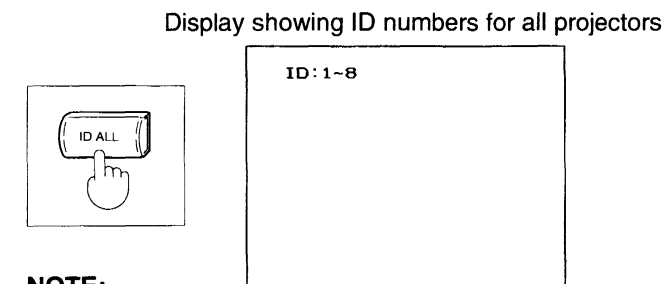 Display showing ID numbers for all projectors
ID:1~8
ID ALL
NOTE: